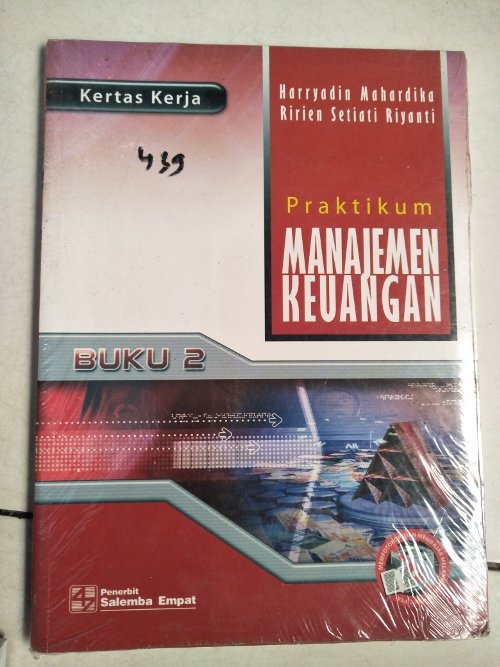 Kertas Kerja
439
Harryadin Mahardika
Ririen Setiati Riyanti
Praktikum
MANAJEMEN
KEUANGAN
BUKU 2
Penerbit
Salemba Empat